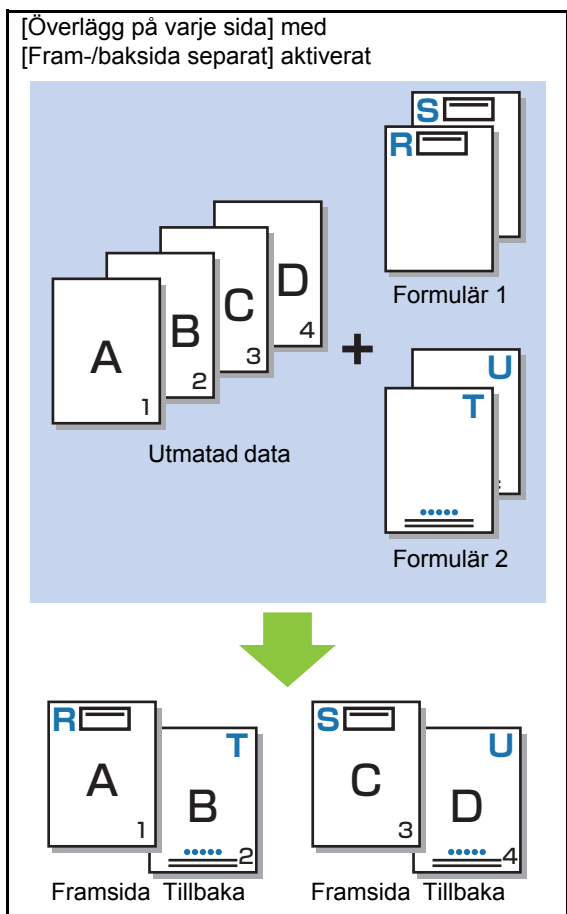 [Överlägg på varje sida] med
[Fram-/baksida separat] aktiverat
S
R
Formulär 1
A
1
B
2
C
3
D
4
+
Utmatad data
U
T
Formulär 2
R
A
1
T
B
2
S
C
3
U
D
4
Framsida Tillbaka
Framsida Tillbaka